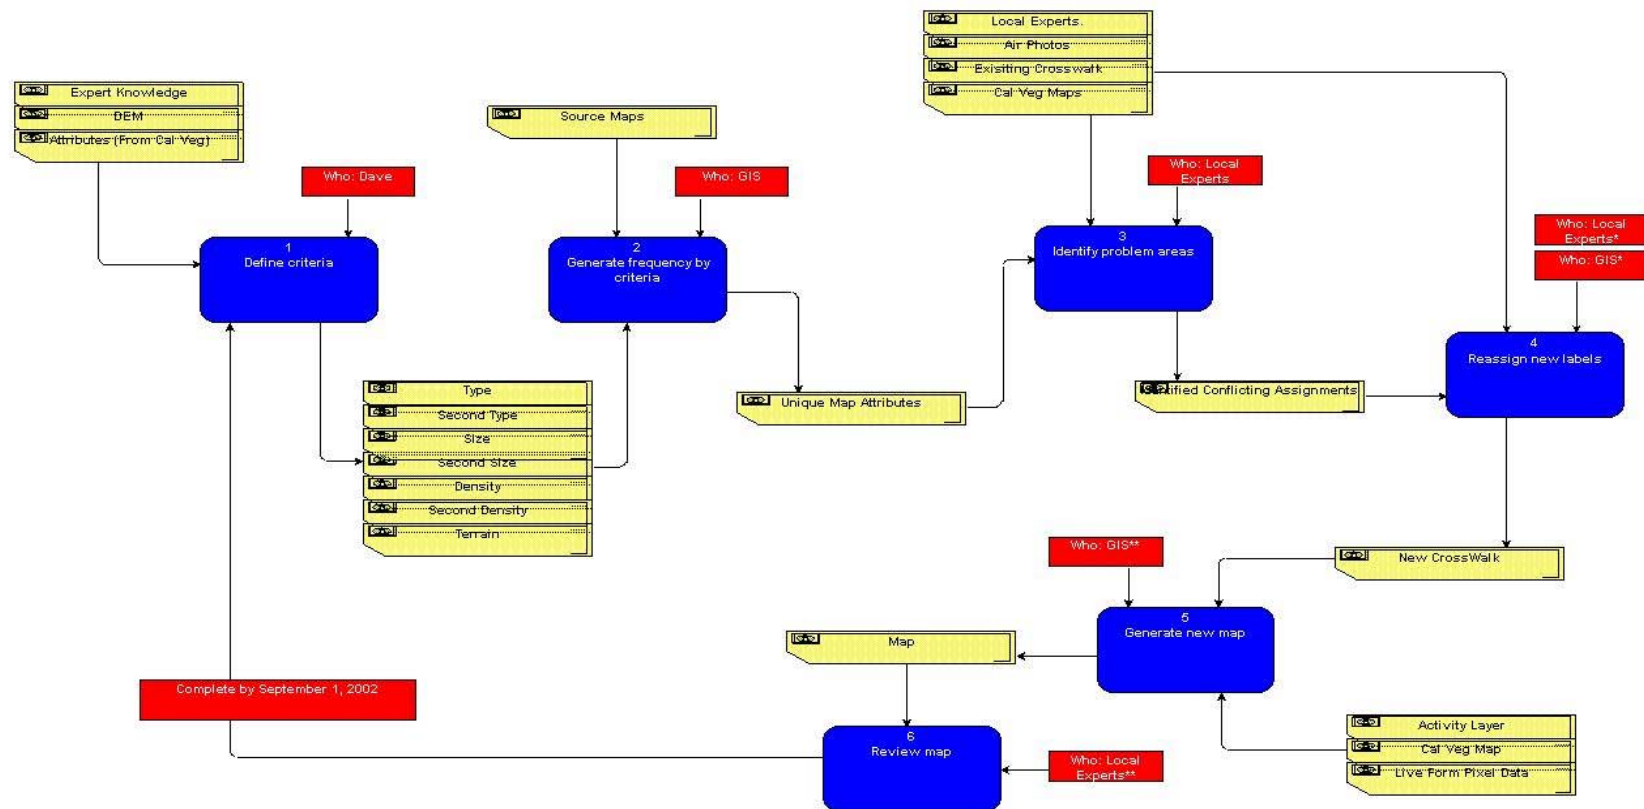 Local Experts.
Air Photos
Exisiting Crosswalk
Cal Veg Maps
Expert Knowledge
DEM
Attributes (From Cal Veg)
Source Maps
Who: Dave
Who: GIS
Who: Local
Experts
Who: Local
Experts*
Who: GIS*
1
Define criteria
2
Generate frequency by
criteria
3
Identify problem areas
4
Reassign new labels
Type
Second Type
Size
Second Size
Density
Second Density
Terrain
Unique Map Attributes
Conflicting Assignments
New CrossWalk
Who: GIS**
5
Generate new map
Map
Complete by September 1, 2002
6
Review map
Who: Local
Experts**
Activity Layer
Cal Veg Map
Live Form Pixel Data